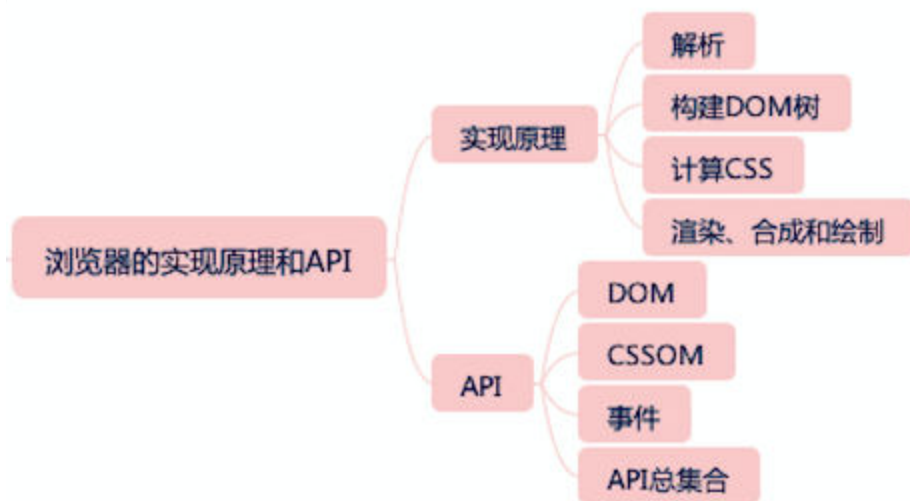 浏览器的实现原理和API
实现原理
解析
构建DOM树
计算CSS
渲染、合成和绘制
API
DOM
CSSOM
事件
API总集合